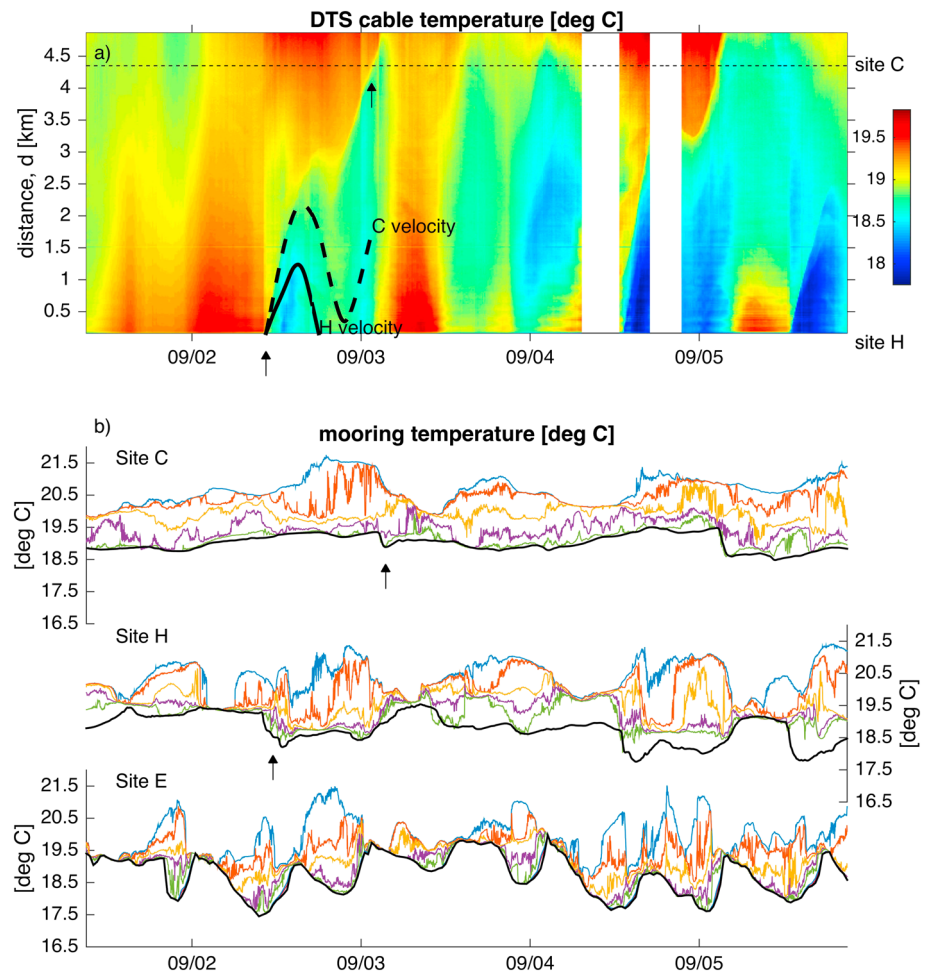 DTS cable temperature [deg C]
a)
distance, d [km]
4.5
4
3.5
3
2.5
2
1.5
1
0.5
site C
site H
C velocity
H velocity
19.5
19
18.5
18
09/02
09/03
09/04
09/05
b)
mooring temperature [deg C]
Site C
[deg C]
21.5
20.5
19.5
18.5
17.5
16.5
Site H
21.5
20.5
19.5
18.5
17.5
16.5
[deg C]
Site E
[deg C]
21.5
20.5
19.5
18.5
17.5
16.5
09/02
09/03
09/04
09/05